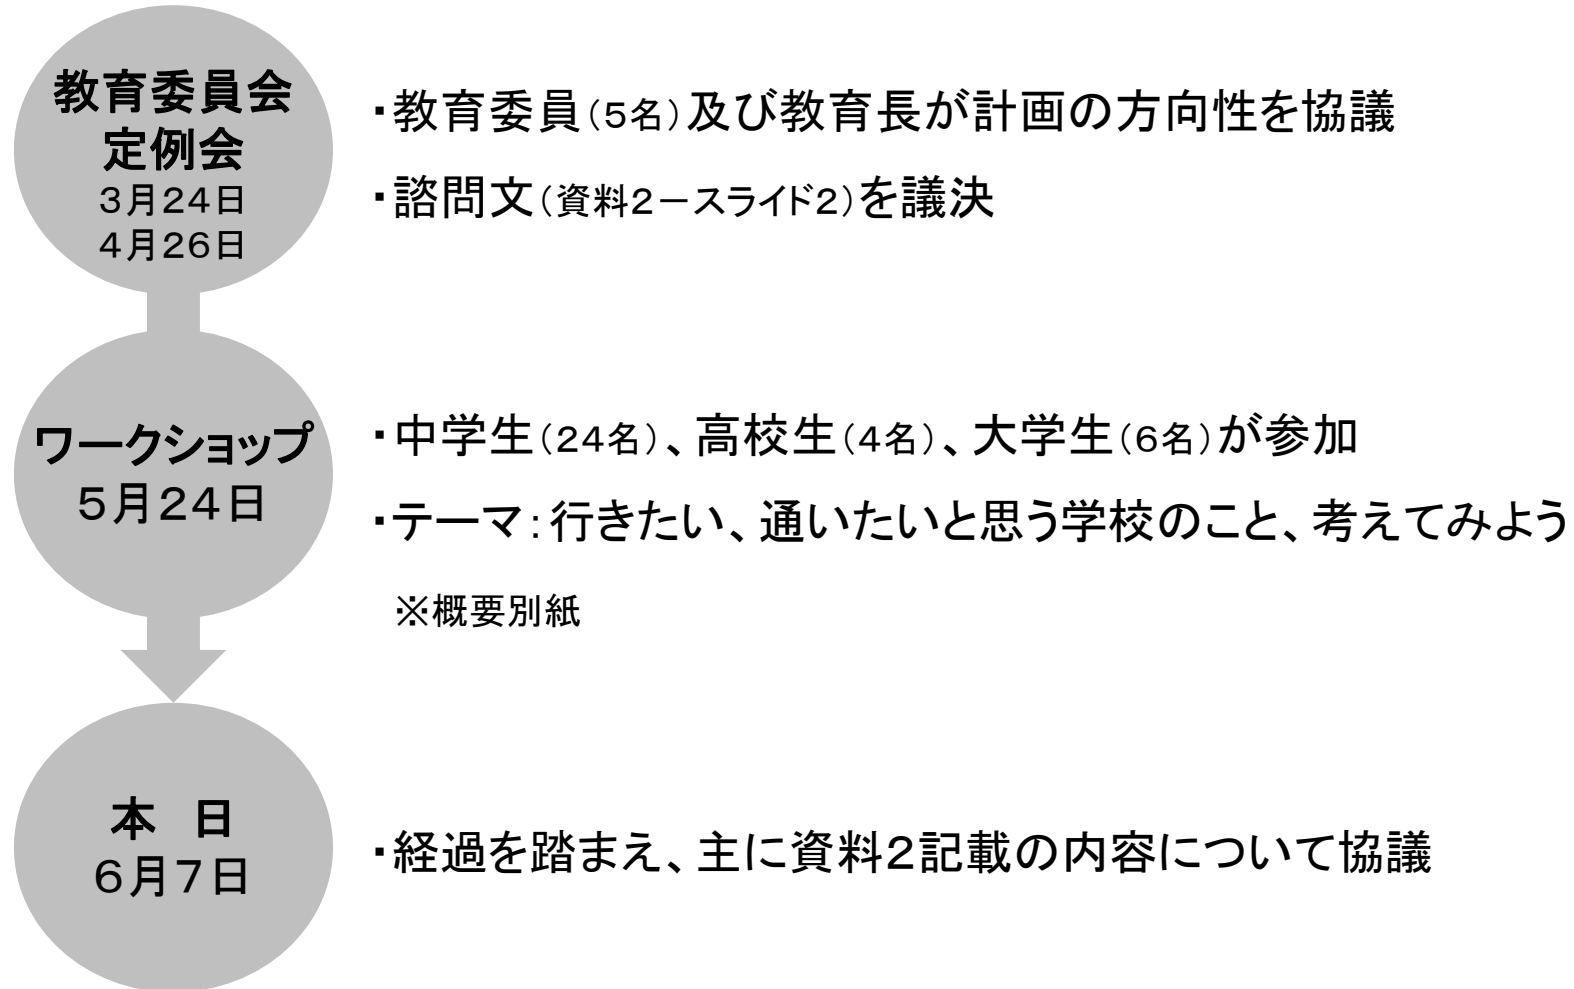 教育委員会
定例会
3月24日
4月26日
・教育委員(5名)及び教育長が計画の方向性を協議
・諮問文(資料2-スライド2)を議決
ワークショップ
5月24日
・中学生(24名)、高校生(4名)、大学生(6名)が参加
・テーマ：行きたい、通いたいと思う学校のこと、考えてみよう
※概要別紙
本　日
6月7日
・経過を踏まえ、主に資料2記載の内容について協議